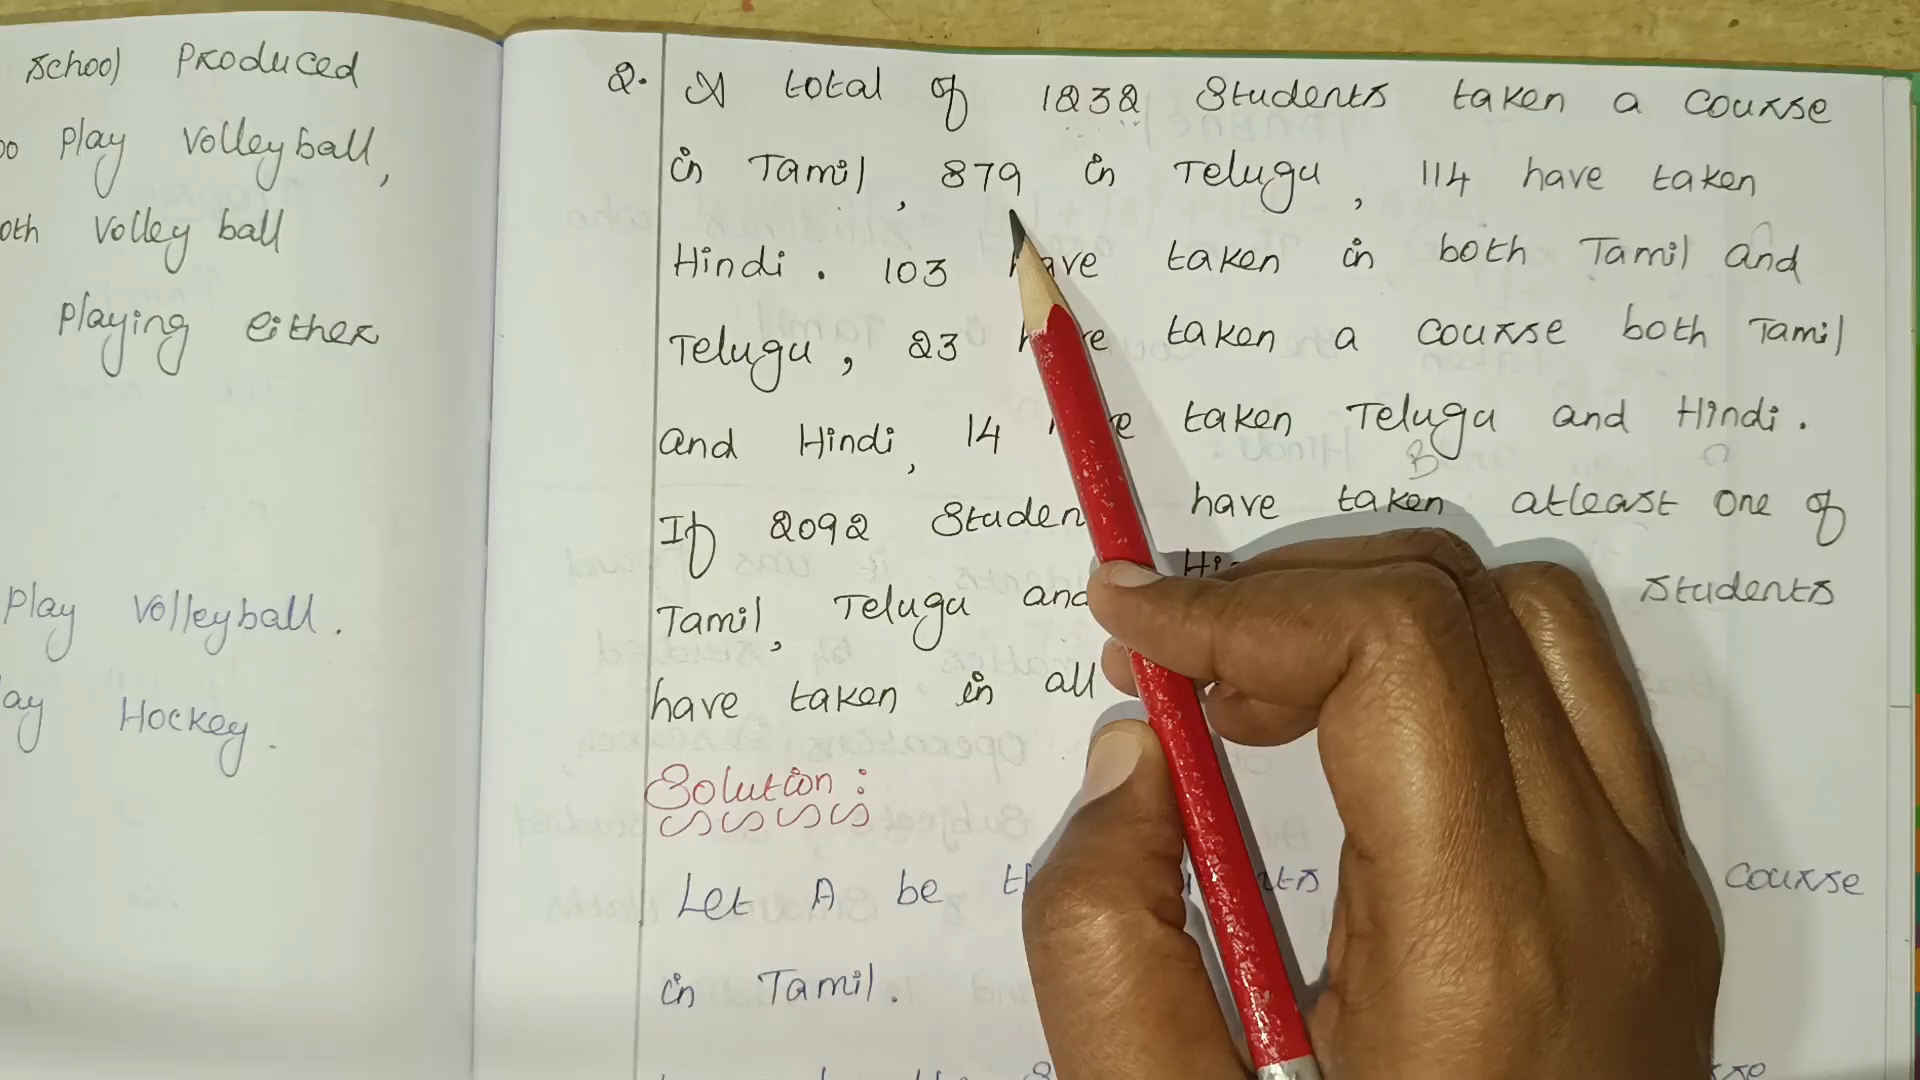 school Produced
play volleyball,
volley ball
playing either
play volleyball.
Hockey.
2. A total of 1232 Students taken a course
in Tamil, 879 in Telugu, 114 have taken
Hindi. 103 have taken in both Tamil and
Telugu, 23 taken a course both Tamil
and Hindi, 14 taken Telugu and Hindi.
B
If 2092 Studen have taken atleast one of
Tamil, Telugu and students
have taken in all
Solution:
Let A be course
in Tamil.